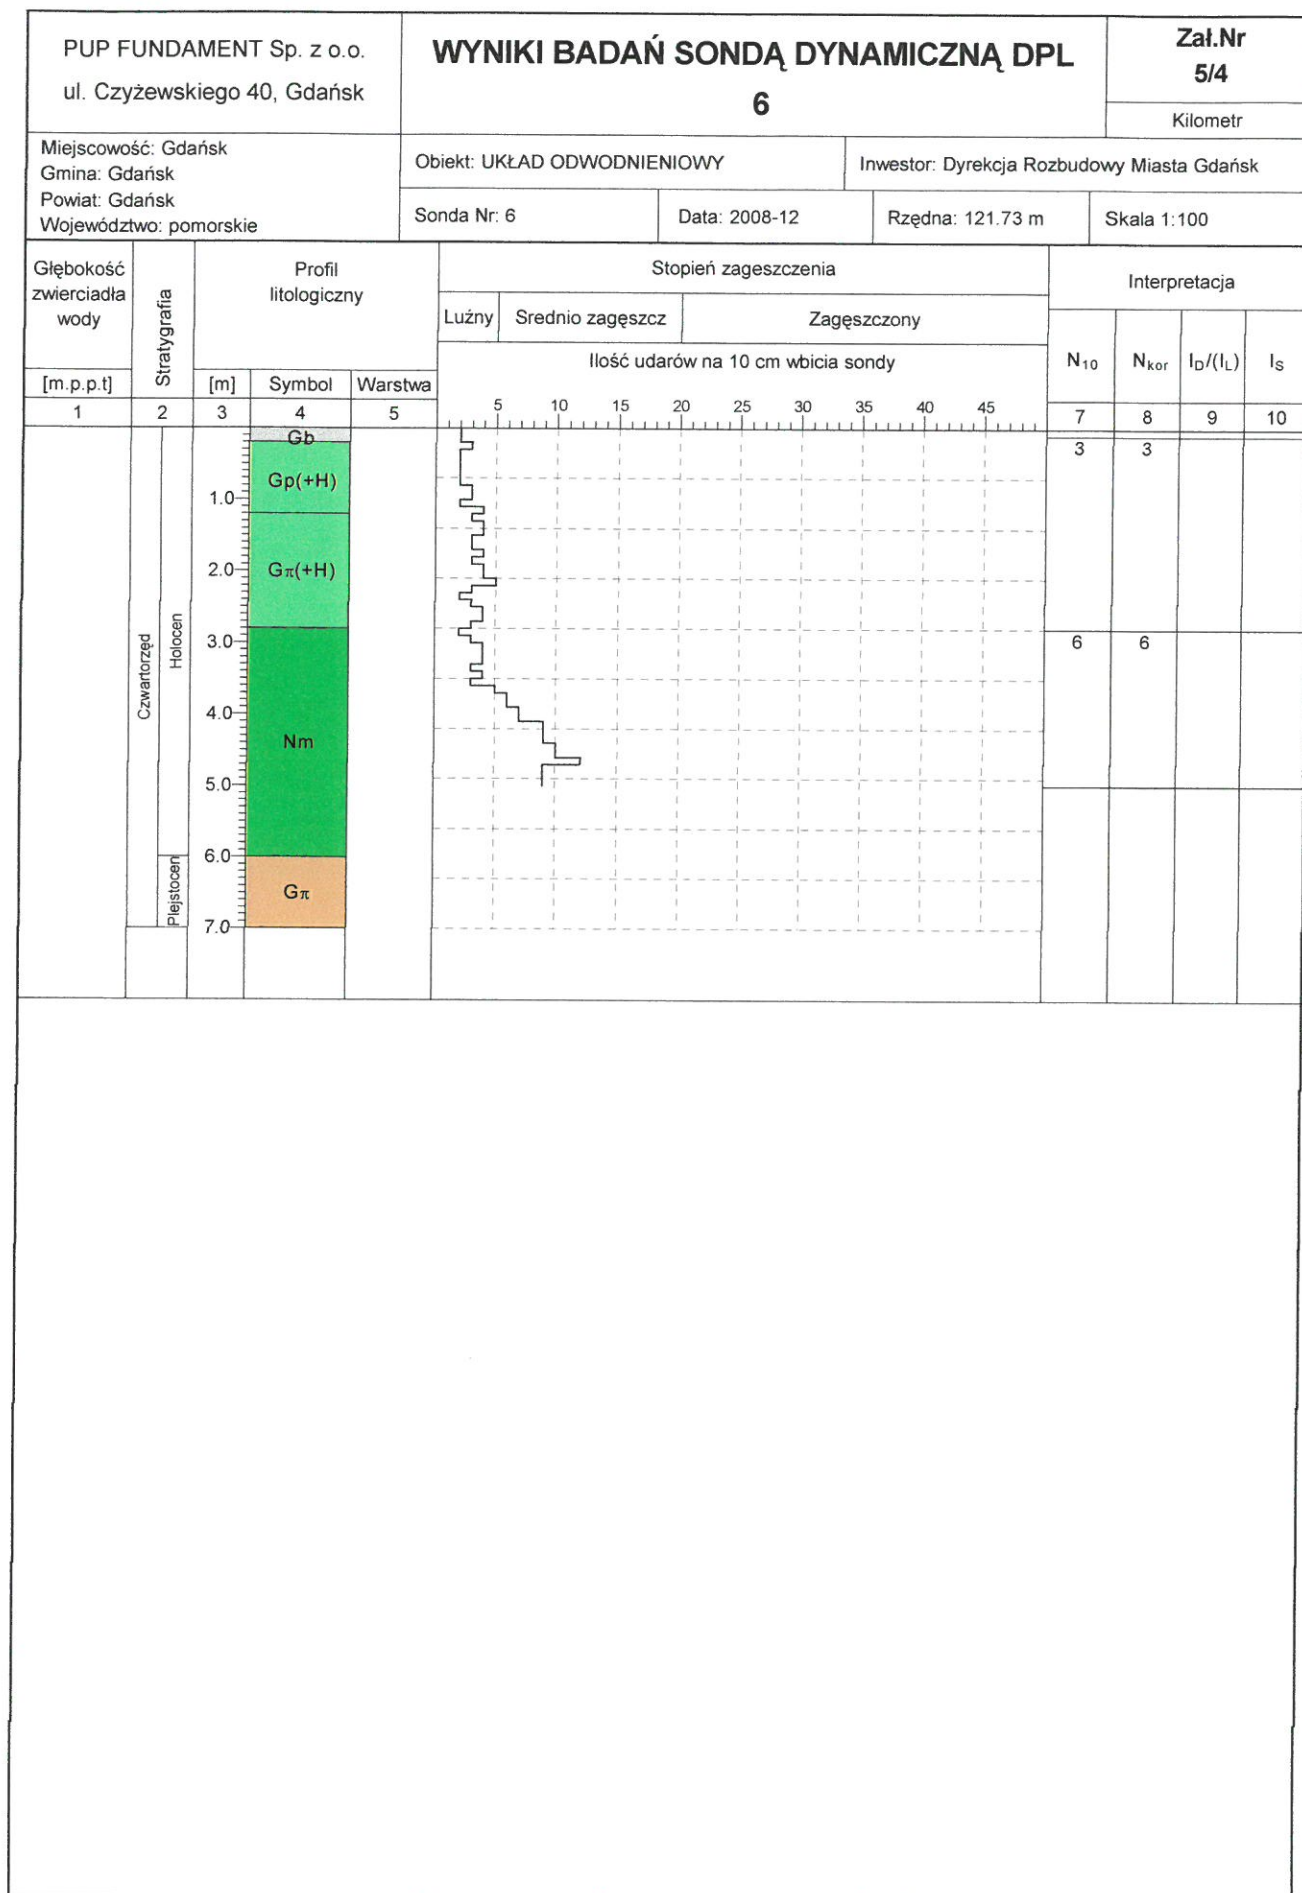 PUP FUNDAMENT Sp. z o.o.
ul. Czyżewskiego 40, Gdańsk
WYNIKI BADAŃ SONDĄ DYNAMICZNĄ DPL
6
Zał.Nr
5/4
Kilometr
Miejscowość: Gdańsk
Gmina: Gdańsk
Powiat: Gdańsk
Województwo: pomorskie
Obiekt: UKŁAD ODWODNIENIOWY
Inwestor: Dyrekcja Rozbudowy Miasta Gdańsk
Sonda Nr: 6
Data: 2008-12
Rzędna: 121.73 m
Skala 1:100
Głębokość
zwierciadła
wody
[m.p.p.t]
Stratygrafia
Profil
litologiczny
[m]
Symbol
Warstwa
Stopień zageszczenia
Luźny
Srednio zagęszcz
Zagęszczony
Ilość udarów na 10 cm wbicia sondy
5 10 15 20 25 30 35 40 45
Interpretacja
N10
Nkor
ID/(IL)
IS
1 2 3 4 5 7 8 9 10
Gb
Gp(+H)
1.0
Gπ(+H)
2.0
3.0
4.0
Nm
5.0
6.0
Gπ
7.0
Czwartorzęd
Holocen
Plejstocen
3 3
6 6